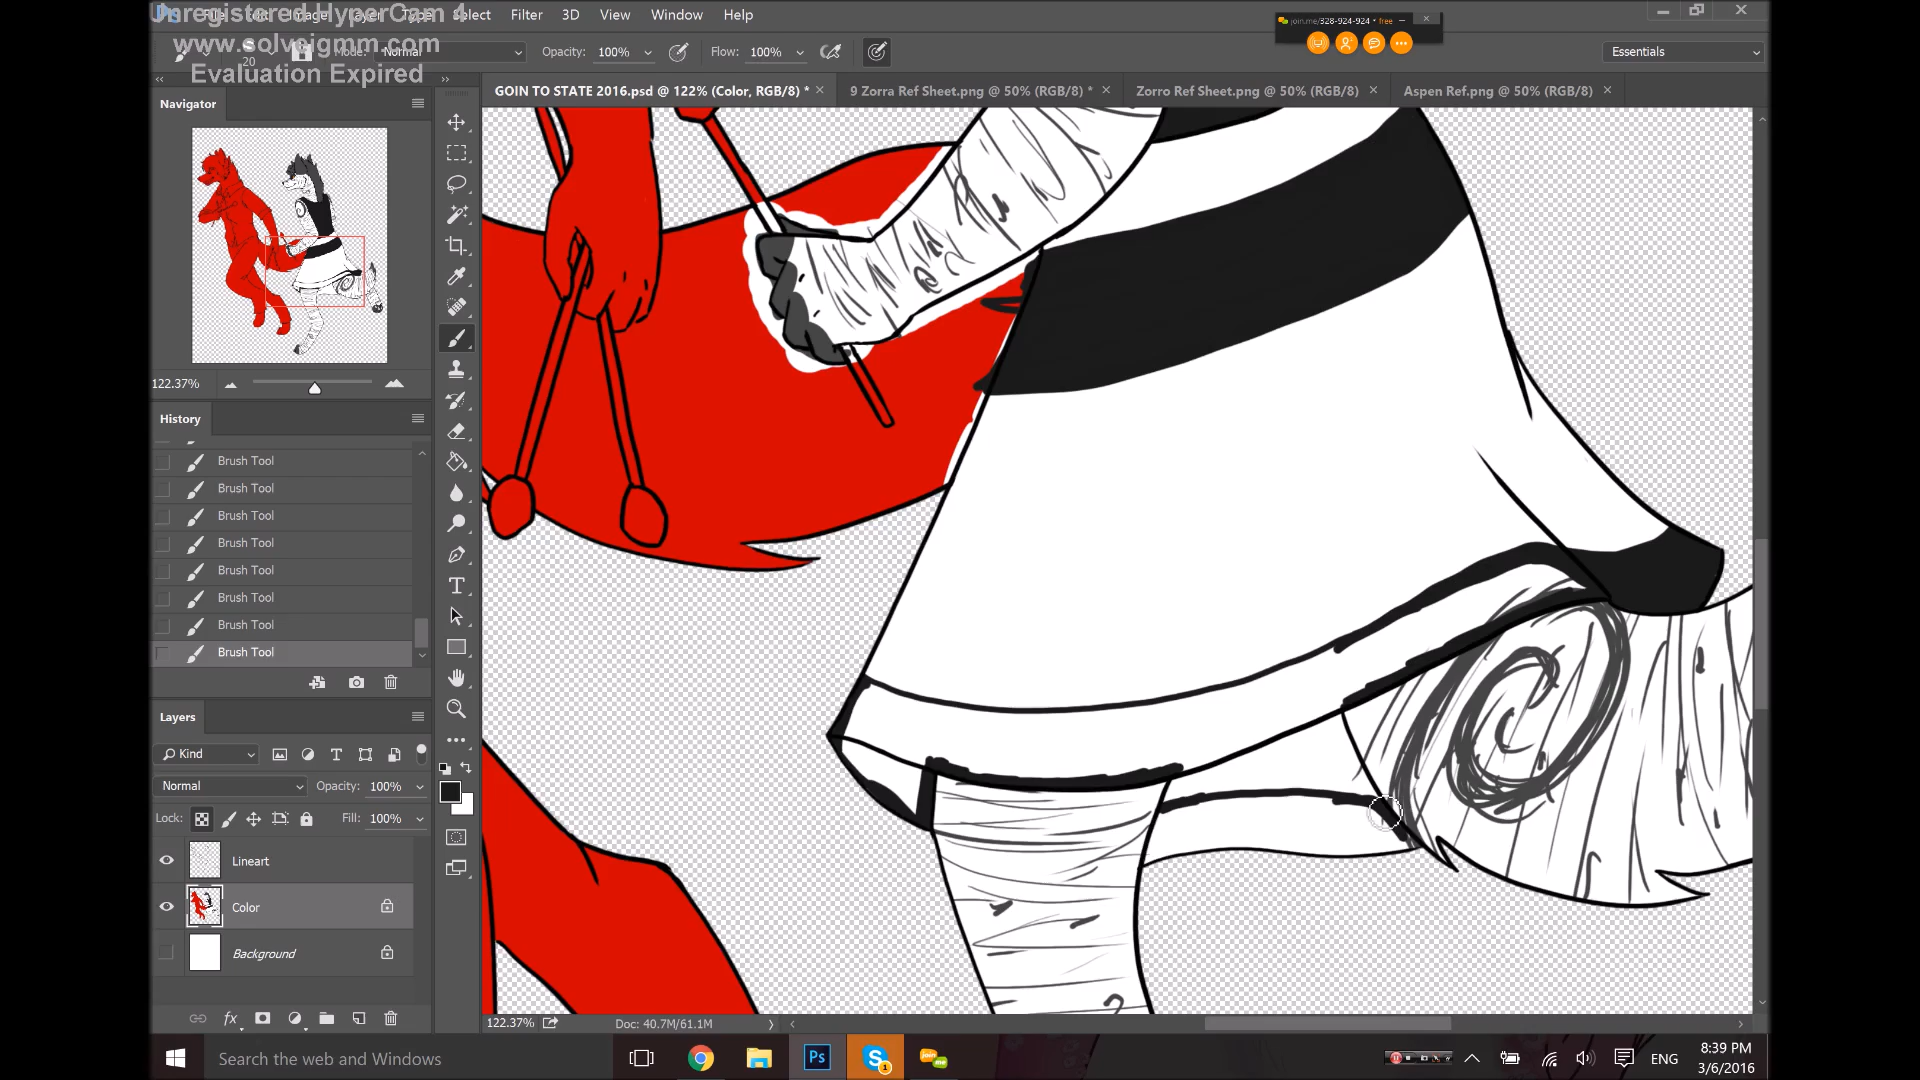 Unregistered HyperCam 4
www.solveigmm.com
Evaluation Expired
Select Filter 3D View Window Help
join.me/328-924-924 • free
20 Mode: Normal Opacity: 100% Flow: 100% Essentials
GOIN TO STATE 2016.psd @ 122% (Color, RGB/8) * 9 Zorra Ref Sheet.png @ 50% (RGB/8) * Zorro Ref Sheet.png @ 50% (RGB/8) Aspen Ref.png @ 50% (RGB/8)
Navigator
122.37%
History
Brush Tool
Brush Tool
Brush Tool
Brush Tool
Brush Tool
Brush Tool
Brush Tool
Brush Tool
Layers
Kind
Normal Opacity: 100%
Lock: Fill: 100%
Lineart
Color
Background
122.37% Doc: 40.7M/61.1M
Search the web and Windows
Ps
ENG
8:39 PM
3/6/2016